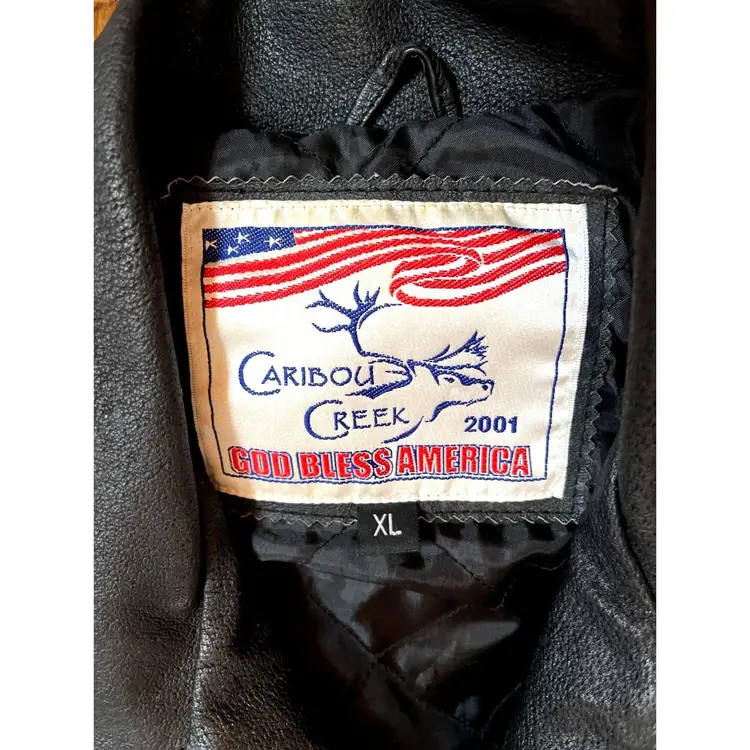 CARIBOU
CREEK 2001
GOD BLESS AMERICA
XL